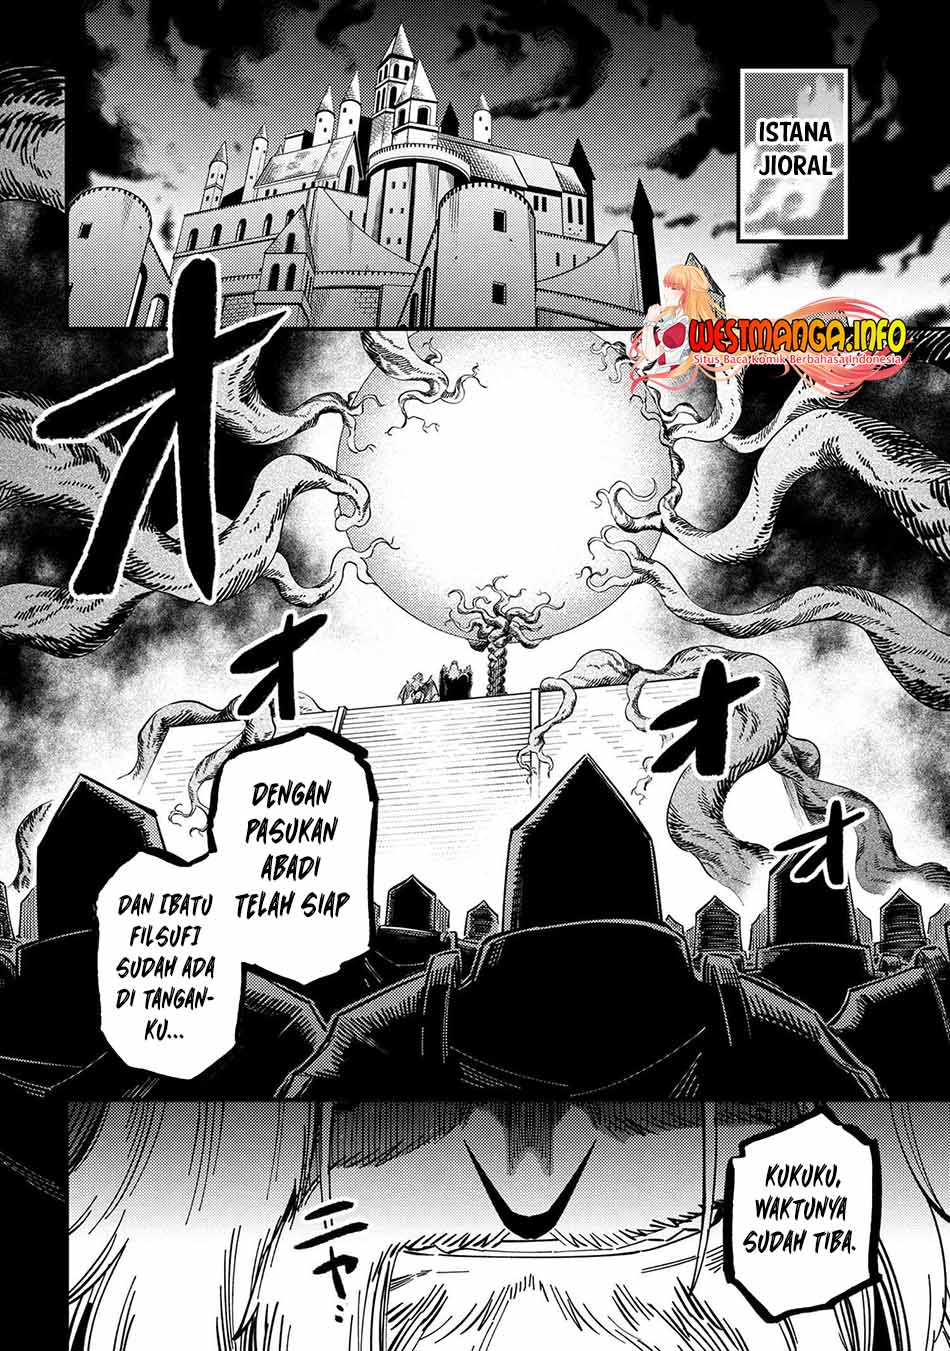 ISTANA
JIORAL
WESTMANGA.INFO
Situs Baca Komik Berbahasa Indonesia
オ
オ
オ
オ
DENGAN
PASUKAN
ABADI
TELAH SIAP
DAN [BATU
FILSUF]
SUDAH ADA
DI TANGAN-
KU...
KUKUKU,
WAKTUNYA
SUDAH TIBA.
ニヤ…